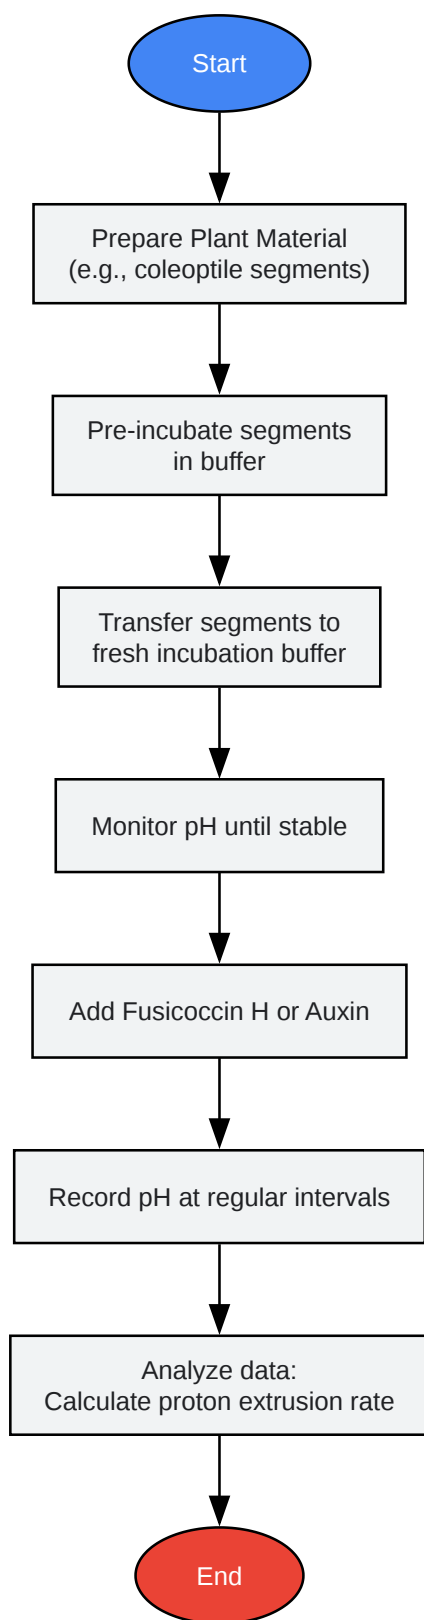 Start
Prepare Plant Material
(e.g., coleoptile segments)
Pre-incubate segments
in buffer
Transfer segments to
fresh incubation buffer
Monitor pH until stable
Add Fusicoccin H or Auxin
Record pH at regular intervals
Analyze data:
Calculate proton extrusion rate
End